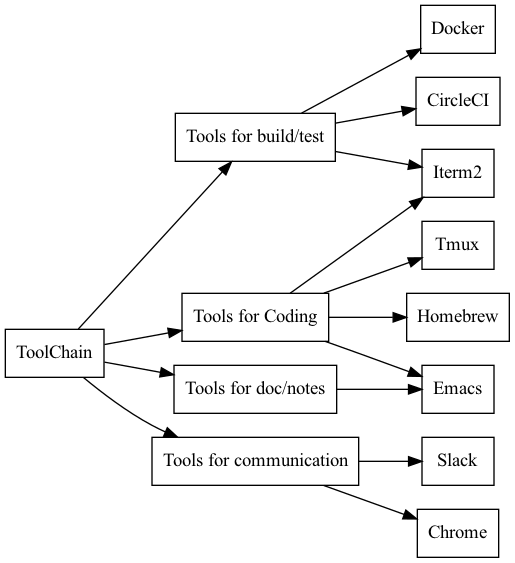 Docker
CircleCI
Tools for build/test
Iterm2
Tmux
Tools for Coding
Homebrew
ToolChain
Tools for doc/notes
Emacs
Tools for communication
Slack
Chrome